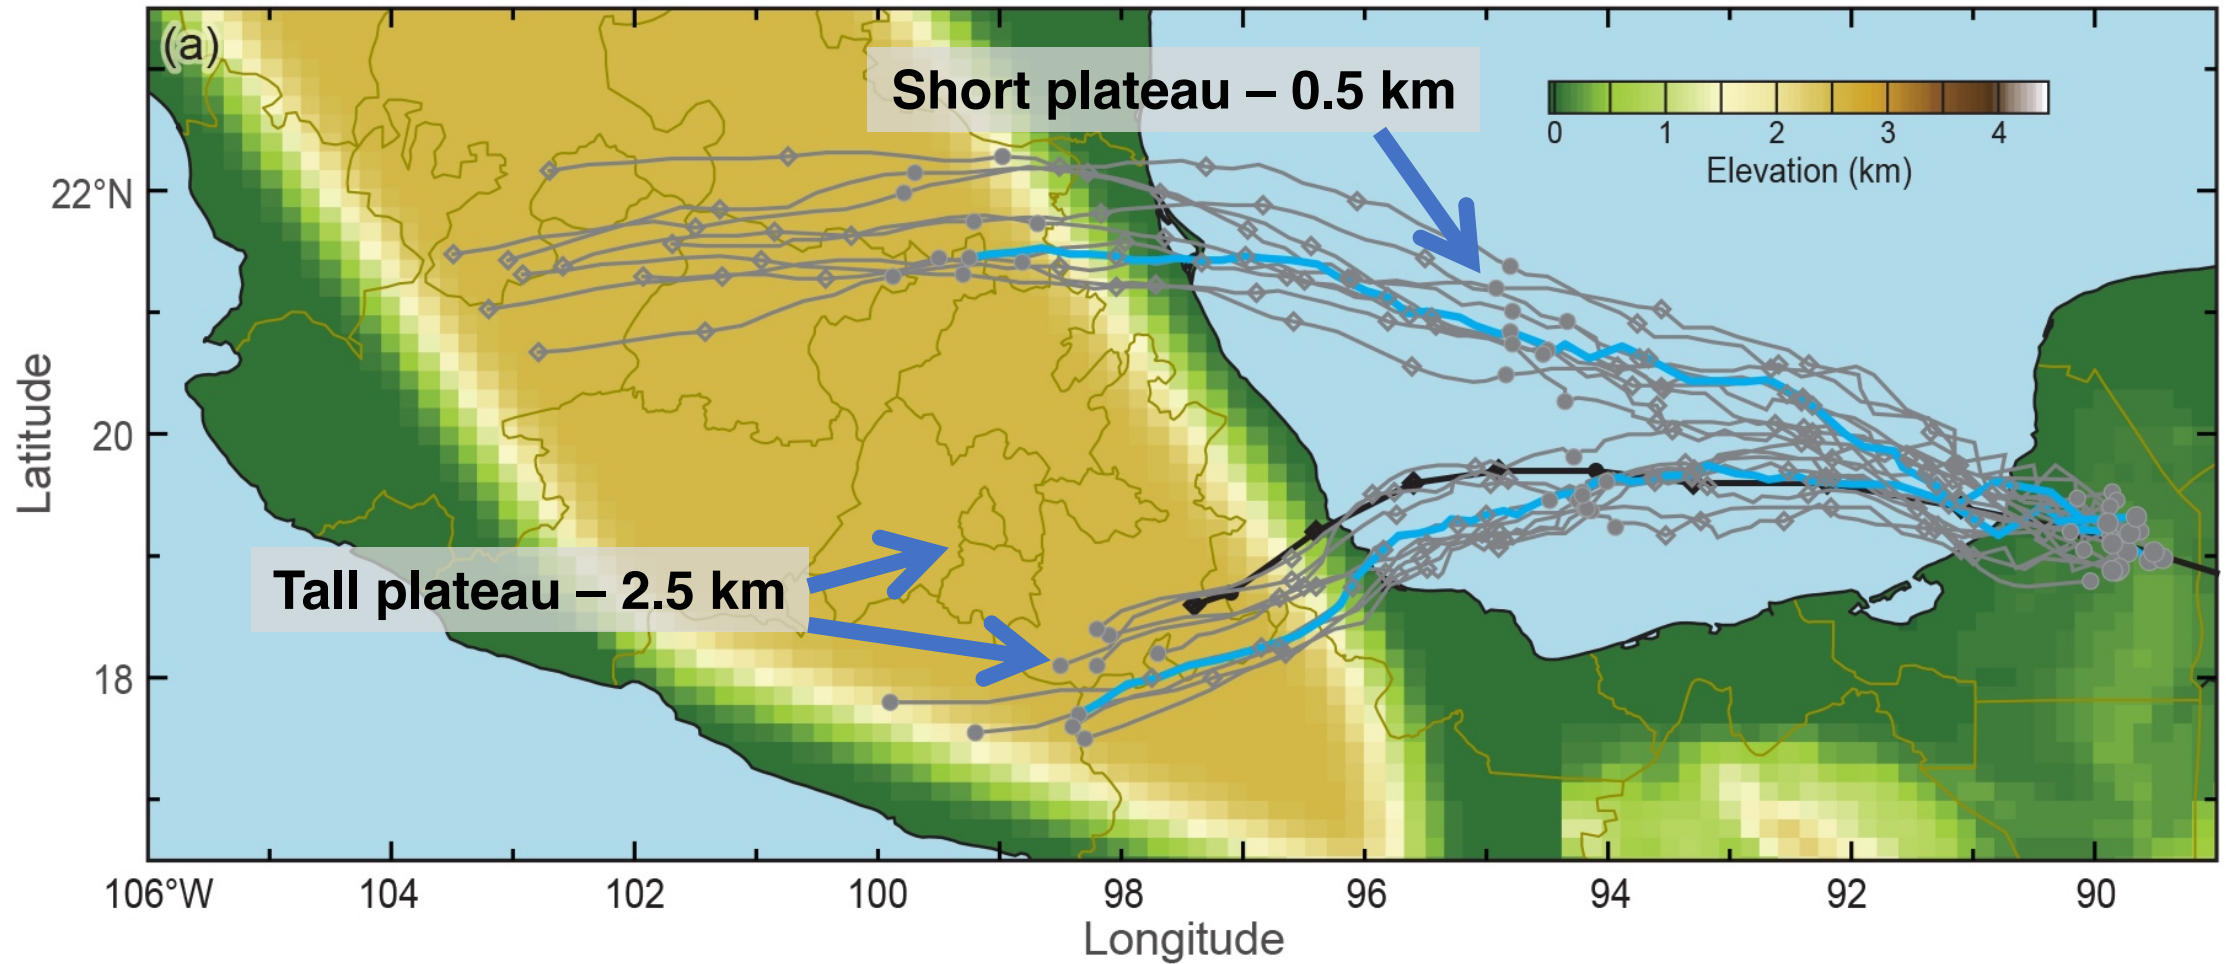 (a)
Short plateau – 0.5 km
0 1 2 3 4
Elevation (km)
22°N
20
18
Latitude
Tall plateau – 2.5 km
106°W 104 102 100 98 96 94 92 90
Longitude